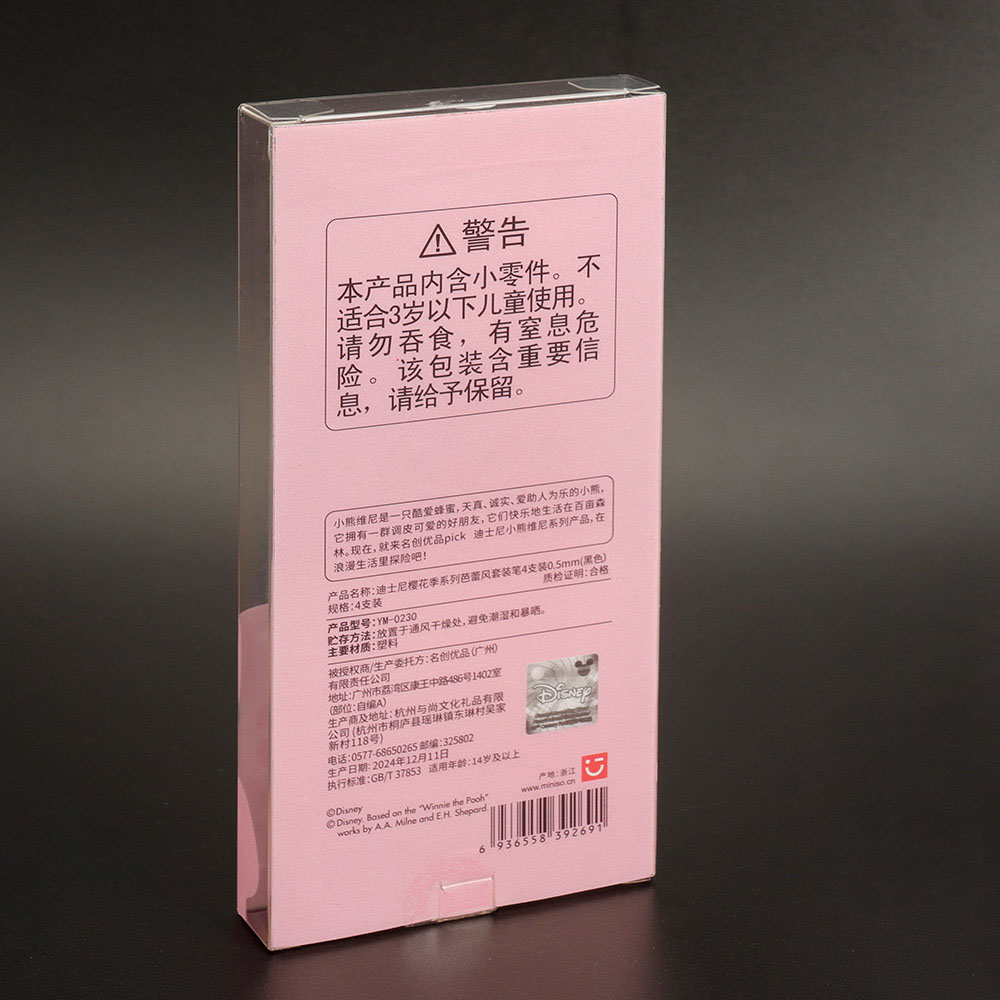 警告
本产品内含小零件。不
适合3岁以下儿童使用。
请勿吞食，有窒息危
险。该包装含重要信
息，请给予保留。
小熊维尼是一只酷爱蜂蜜，天真、诚实、爱助人为乐的小熊，
它拥有一群调皮可爱的好朋友，它们快乐地生活在百亩森
林。现在，就来名创优品pick 迪士尼小熊维尼系列产品，在
浪漫生活里探险吧！
产品名称：迪士尼樱花季系列芭蕾风套装笔4支装0.5mm(黑色)
规格：4支装 质检证明：合格
产品型号：YM-0230
贮存方法：放置于通风干燥处，避免潮湿和暴晒。
主要材质：塑料
被授权商/生产委托方：名创优品（广州）
有限责任公司
地址：广州市荔湾区康王中路486号1402室
（部位：自编A）
生产商及地址：杭州与尚文化礼品有限
公司（杭州市桐庐县瑶琳镇东琳村吴家
新村118号）
电话：0577-68650265 邮编：325802
生产日期：2024年12月11日
执行标准：GB/T 37853 适用年龄：14岁及以上
Disney
产地：浙江
www.miniso.cn
©Disney
©Disney. Based on the "Winnie the Pooh"
works by A.A. Milne and E.H. Shepard.
6 936558 392691